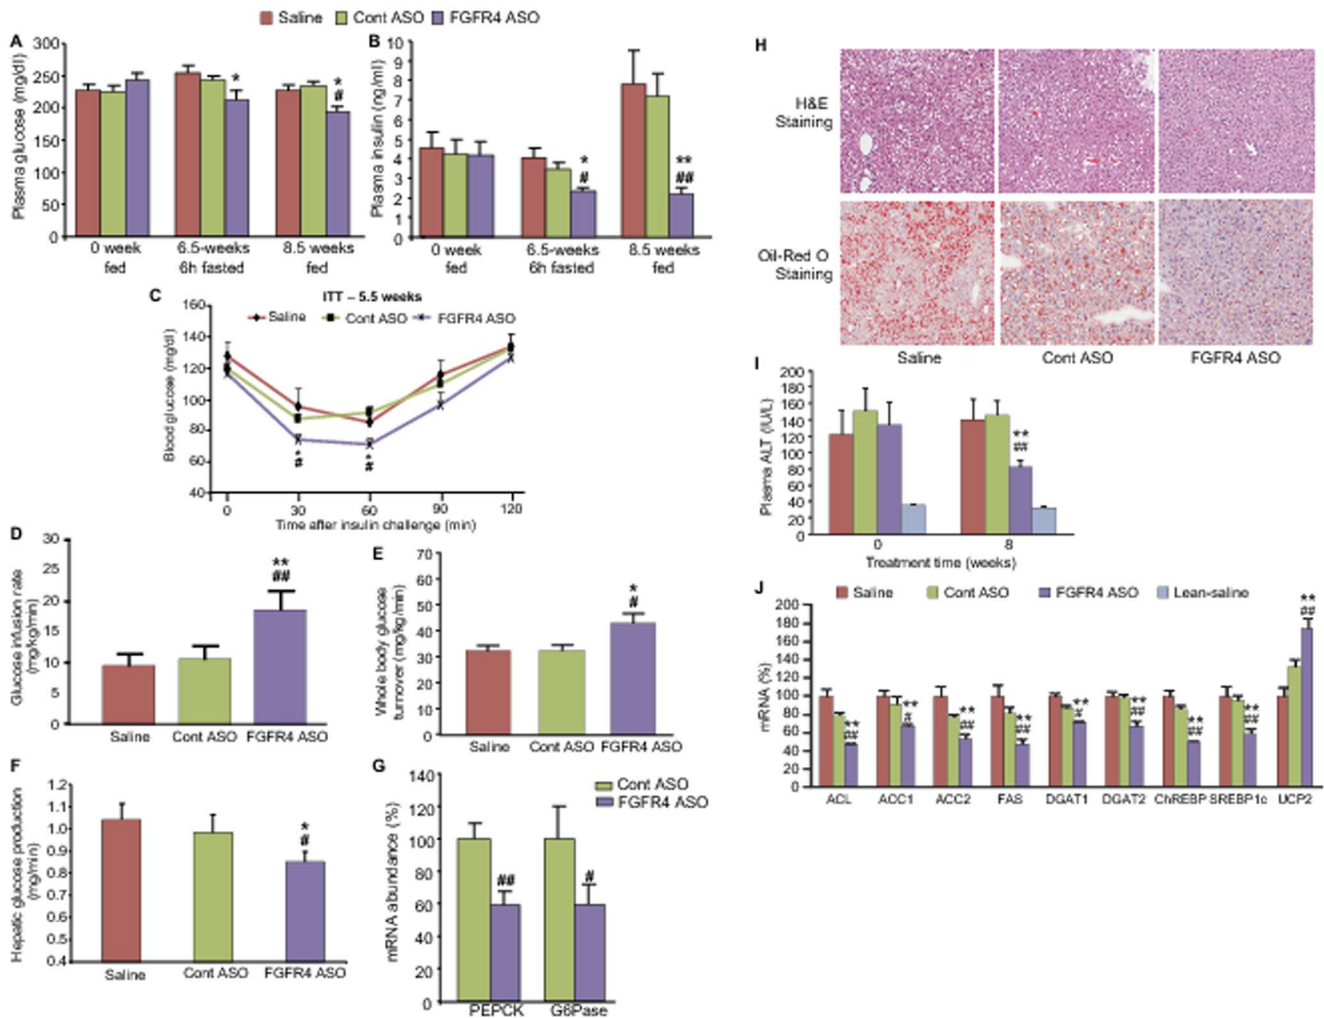 Saline Cont ASO FGFR4 ASO
A
Plasma glucose (mg/dl)
300
250
200
150
100
50
0
*
*
#
0 week
fed
6.5-weeks
6h fasted
8.5 weeks
fed
B
Plasma insulin (ng/ml)
10
9
8
7
6
5
4
3
2
1
0
*
#
**
##
0 week
fed
6.5-weeks
6h fasted
8.5 weeks
fed
C
ITT – 5.5 weeks
Saline Cont ASO FGFR4 ASO
Blood glucose (mg/dl)
160
140
120
100
80
60
40
*
#
*
#
0 30 60 90 120
Time after insulin challenge (min)
D
Glucose infusion rate
(mg/kg/min)
30
25
20
15
10
5
0
**
##
Saline Cont ASO FGFR4 ASO
E
Whole body glucose
turnover (mg/kg/min)
70
60
50
40
30
20
10
0
*
#
Saline Cont ASO FGFR4 ASO
F
Hepatic glucose production
(mg/min)
1.2
1.1
1.0
0.9
0.8
0.7
0.6
0.5
0.4
*
#
Saline Cont ASO FGFR4 ASO
G
Cont ASO
FGFR4 ASO
mRNA abundance (%)
140
120
100
80
60
40
20
0
##
#
PEPCK G6Pase
H
H&E
Staining
Oil-Red O
Staining
Saline Cont ASO FGFR4 ASO
I
Plasma ALT (IU/L)
200
180
160
140
120
100
80
60
40
20
0
**
##
0 8
Treatment time (weeks)
J
Saline Cont ASO FGFR4 ASO Lean-saline
mRNA (%)
200
180
160
140
120
100
80
60
40
20
0
**
##
**
#
**
##
**
##
**
#
**
##
**
##
**
##
**
##
ACL ACC1 ACC2 FAS DGAT1 DGAT2 ChREBP SREBP1c UCP2